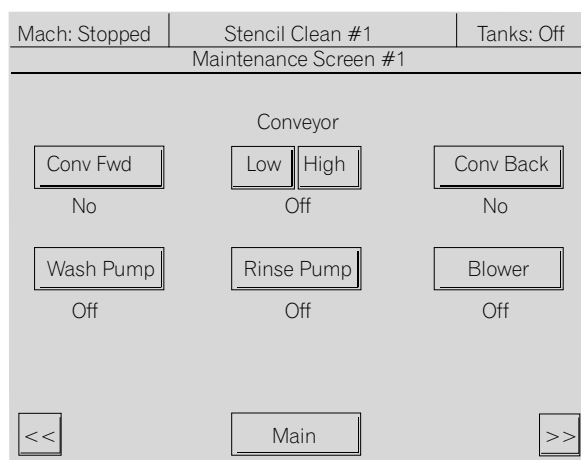 Mach: Stopped Stencil Clean #1 Tanks: Off
Maintenance Screen #1
Conveyor
Conv Fwd Low High Conv Back
No Off No
Wash Pump Rinse Pump Blower
Off Off Off
<< Main >>